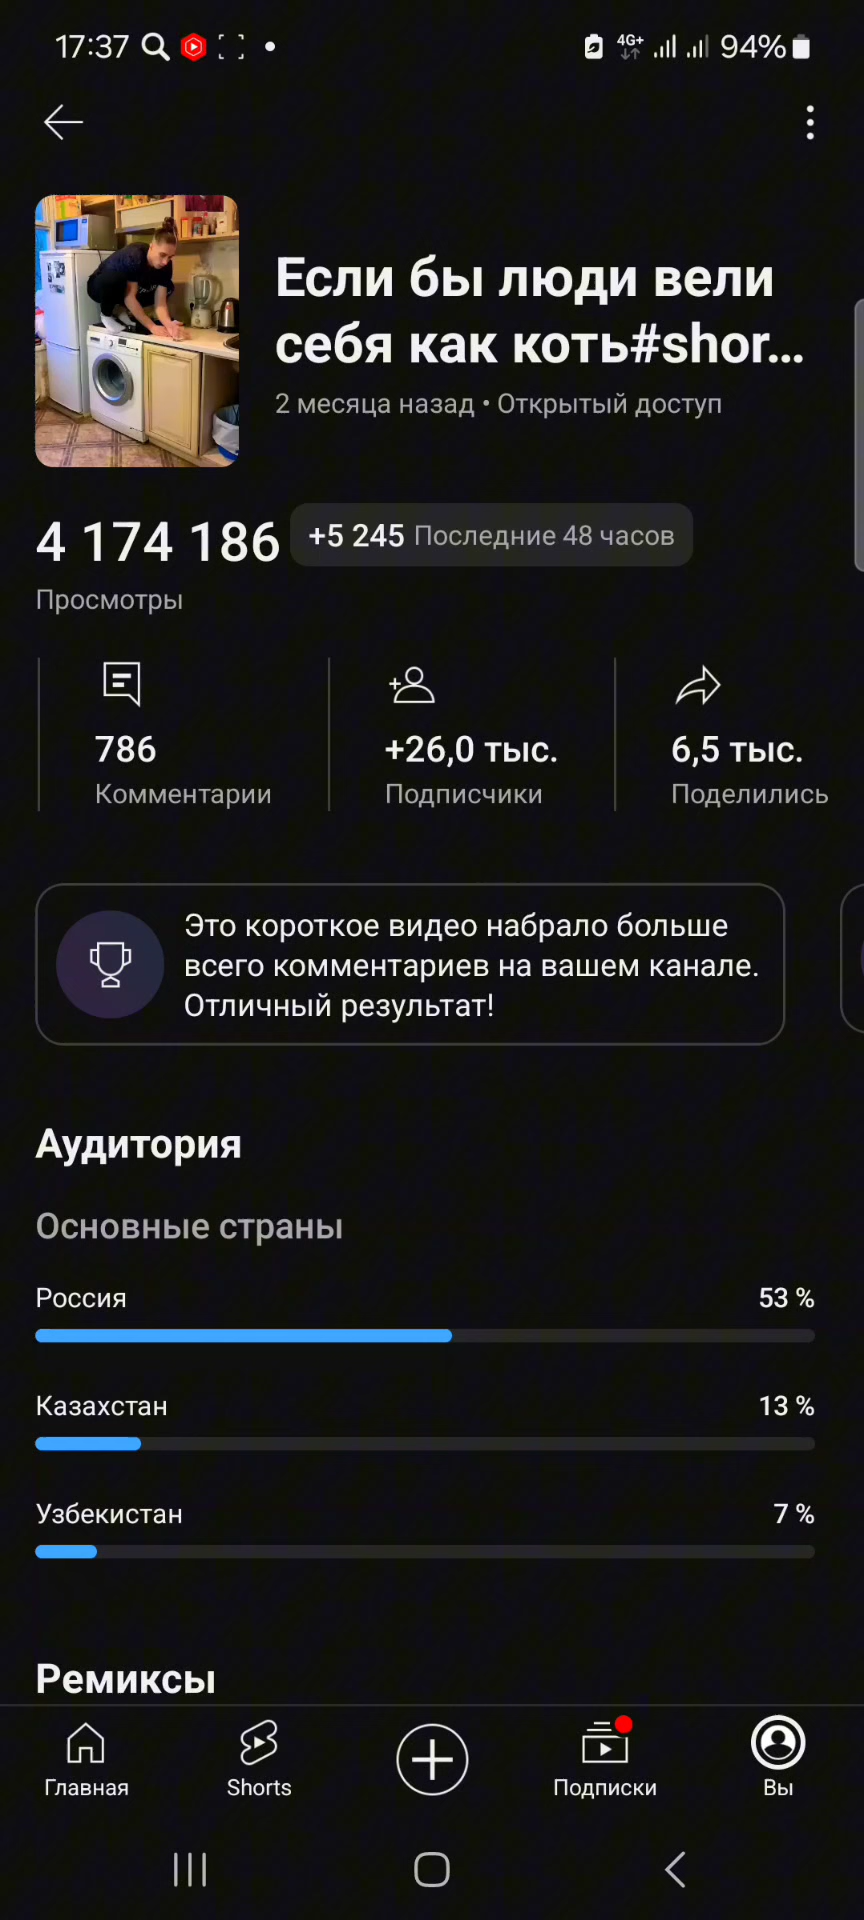 17:37
4G+
94%
Если бы люди вели
себя как коть#shor...
2 месяца назад • Открытый доступ
4 174 186
+5 245 Последние 48 часов
Просмотры
786
Комментарии
+26,0 тыс.
Подписчики
6,5 тыс.
Поделились
Это короткое видео набрало больше
всего комментариев на вашем канале.
Отличный результат!
Аудитория
Основные страны
Россия 53 %
Казахстан 13 %
Узбекистан 7 %
Ремиксы
Главная
Shorts
Подписки
Вы